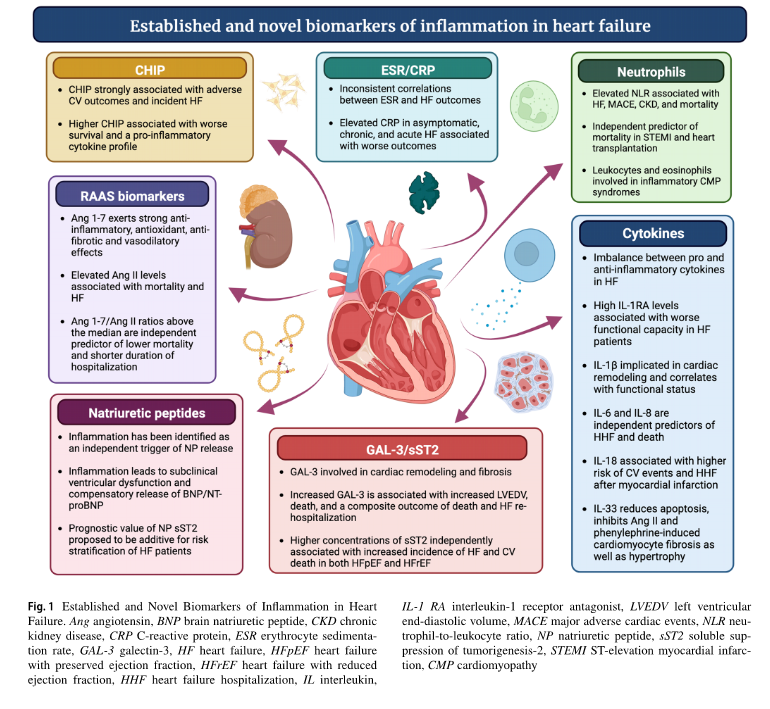 Established and novel biomarkers of inflammation in heart failure
CHIP
• CHIP strongly associated with adverse
CV outcomes and incident HF
• Higher CHIP associated with worse
survival and a pro-inflammatory
cytokine profile
ESR/CRP
• Inconsistent correlations
between ESR and HF outcomes
• Elevated CRP in asymptomatic,
chronic, and acute HF associated
with worse outcomes
Neutrophils
• Elevated NLR associated with
HF, MACE, CKD, and mortality
• Independent predictor of
mortality in STEMI and heart
transplantation
• Leukocytes and eosinophils
involved in inflammatory CMP
syndromes
RAAS biomarkers
• Ang 1-7 exerts strong anti-
inflammatory, antioxidant, anti-
fibrotic and vasodilatory
effects
• Elevated Ang II levels
associated with mortality and
HF
• Ang 1-7/Ang II ratios above
the median are independent
predictor of lower mortality
and shorter duration of
hospitalization
Cytokines
• Imbalance between pro and
anti-inflammatory cytokines
in HF
• High IL-1RA levels
associated with worse
functional capacity in HF
patients
• IL-1β implicated in cardiac
remodeling and correlates
with functional status
• IL-6 and IL-8 are
independent predictors of
HHF and death
• IL-18 associated with higher
risk of CV events and HHF
after myocardial infarction
• IL-33 reduces apoptosis,
inhibits Ang II and
phenylephrine-induced
cardiomyocyte fibrosis as
well as hypertrophy
Natriuretic peptides
• Inflammation has been identified as
an independent trigger of NP release
• Inflammation leads to subclinical
ventricular dysfunction and
compensatory release of BNP/NT-
proBNP
• Prognostic value of NP sST2
proposed to be additive for risk
stratification of HF patients
GAL-3/sST2
• GAL-3 involved in cardiac remodeling and fibrosis
• Increased GAL-3 is associated with increased LVEDV,
death, and a composite outcome of death and HF re-
hospitalization
• Higher concentrations of sST2 independently
associated with increased incidence of HF and CV
death in both HFpEF and HFrEF
Fig. 1 Established and Novel Biomarkers of Inflammation in Heart
Failure. Ang angiotensin, BNP brain natriuretic peptide, CKD chronic
kidney disease, CRP C-reactive protein, ESR erythrocyte sedimenta-
tion rate, GAL-3 galectin-3, HF heart failure, HFpEF heart failure
with preserved ejection fraction, HFrEF heart failure with reduced
ejection fraction, HHF heart failure hospitalization, IL interleukin,
IL-1 RA interleukin-1 receptor antagonist, LVEDV left ventricular
end-diastolic volume, MACE major adverse cardiac events, NLR neu-
trophil-to-leukocyte ratio, NP natriuretic peptide, sST2 soluble sup-
pression of tumorigenesis-2, STEMI ST-elevation myocardial infarc-
tion, CMP cardiomyopathy